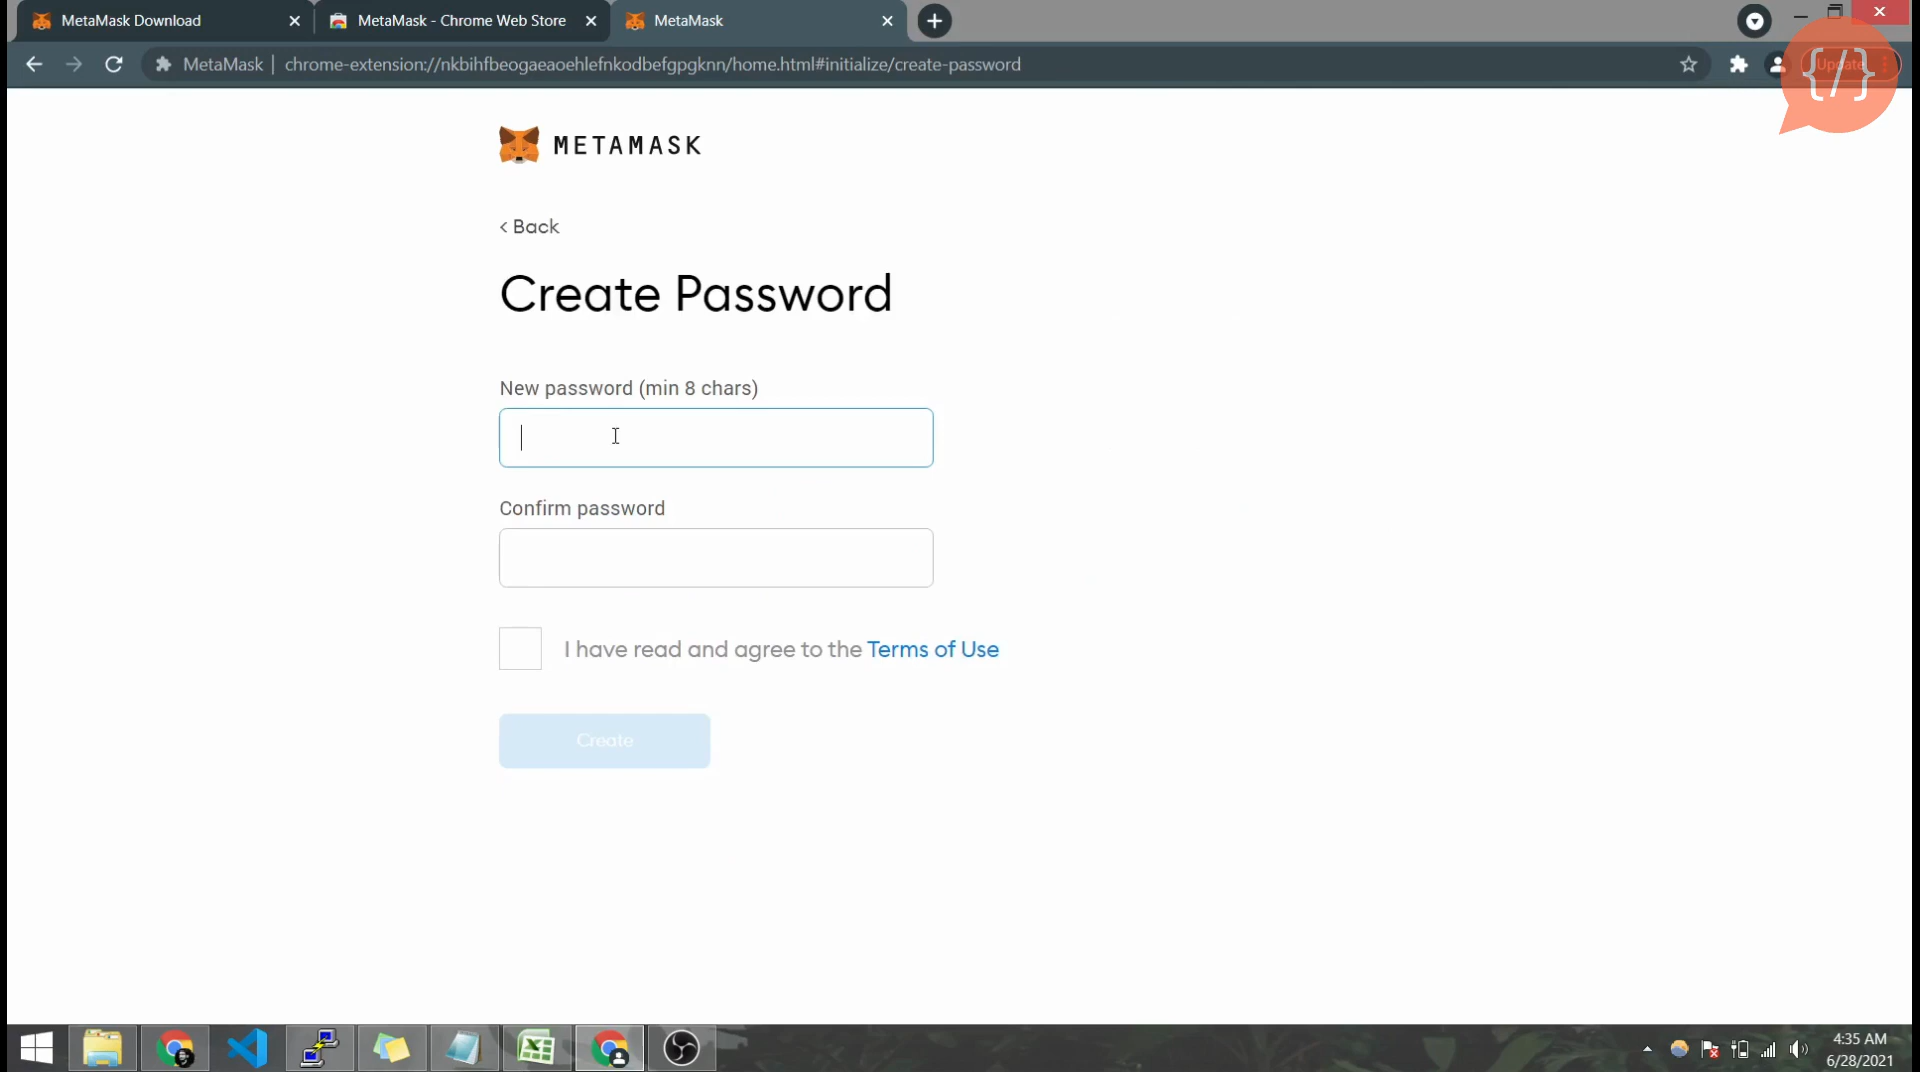 MetaMask Download
MetaMask - Chrome Web Store
MetaMask
MetaMask | chrome-extension://nkbihfbeogaeaoehlefnkodbefgpgknn/home.html#initialize/create-password
Update
{/}
METAMASK
< Back
Create Password
New password (min 8 chars)
Confirm password
I have read and agree to the Terms of Use
Create
4:35 AM
6/28/2021